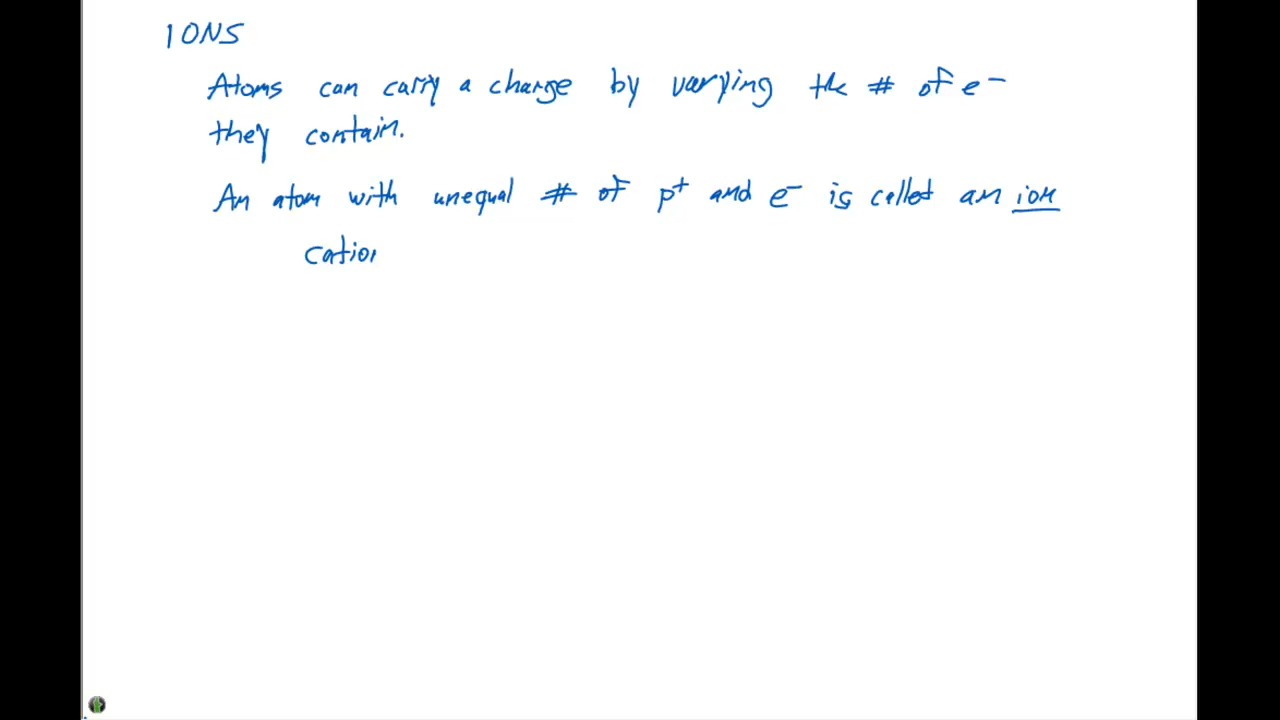 IONS
Atoms can carry a charge by varying the # of e⁻
they contain.
An atom with unequal # of p⁺ and e⁻ is called an ion
cation